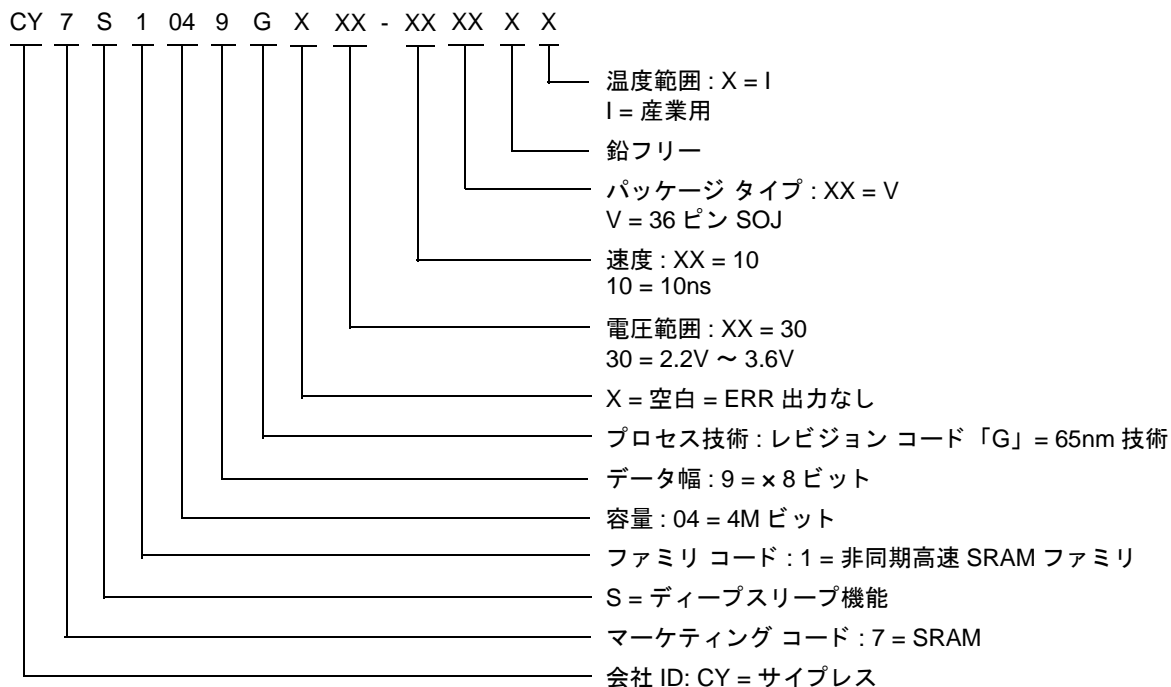 CY 7 S 1 04 9 G X XX - XX XX X X
温度範囲 : X = I
I = 産業用
鉛フリー
パッケージ タイプ : XX = V
V = 36 ピン SOJ
速度 : XX = 10
10 = 10ns
電圧範囲 : XX = 30
30 = 2.2V ～ 3.6V
X = 空白 = ERR 出力なし
プロセス技術 : レビジョン コード「G」= 65nm 技術
データ幅 : 9 = × 8 ビット
容量 : 04 = 4M ビット
ファミリ コード : 1 = 非同期高速 SRAM ファミリ
S = ディープスリープ機能
マーケティング コード : 7 = SRAM
会社 ID: CY = サイプレス